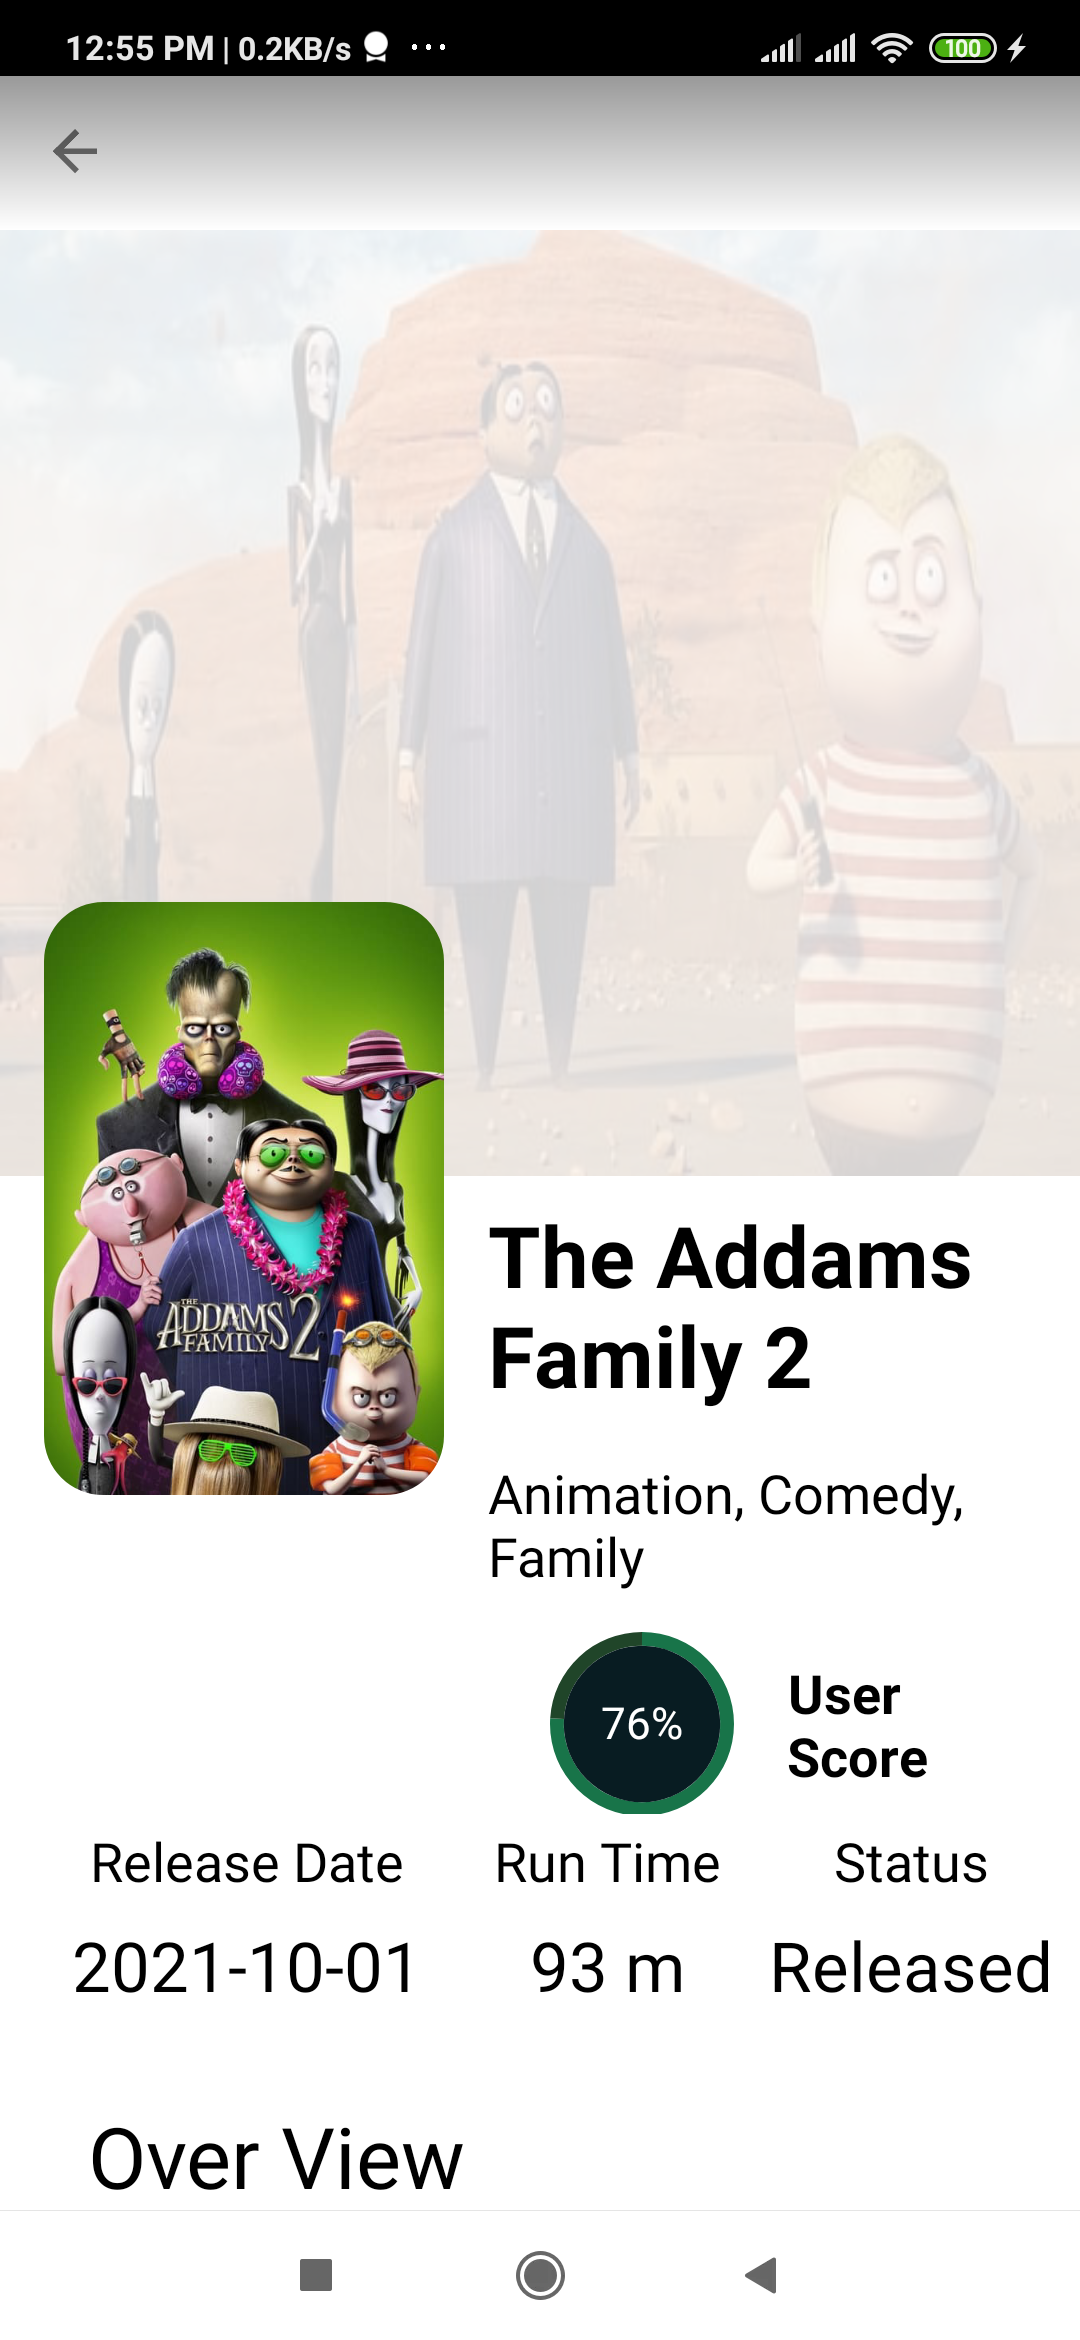 12:55 PM | 0.2KB/s ...
100
THE
ADDAMS 2
FAMILY
The Addams
Family 2
Animation, Comedy,
Family
76%
User
Score
Release Date
Run Time
Status
2021-10-01
93 m
Released
Over View